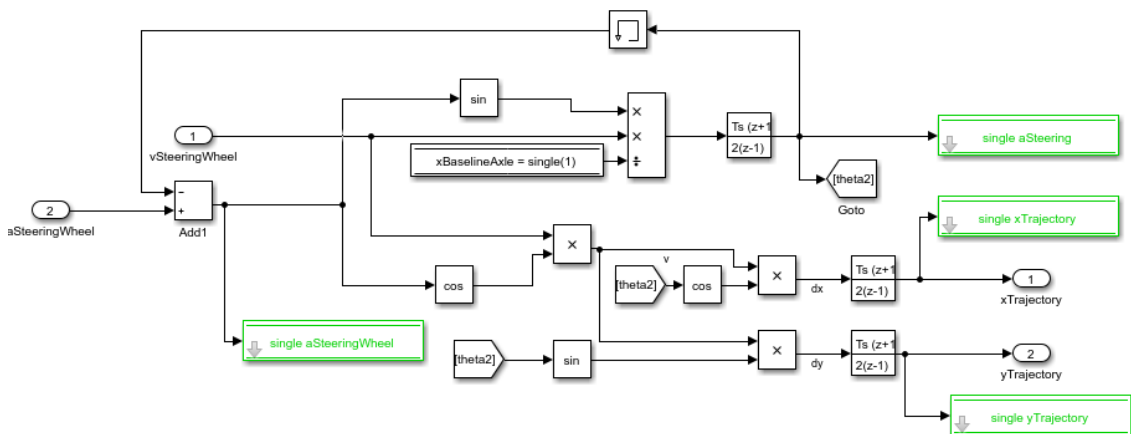 sin
×
×
÷
Ts (z+1
2(z-1)
single aSteering
1
vSteeringWheel
xBaselineAxle = single(1)
[theta2]
Goto
−
+
Add1
2
aSteeringWheel
single xTrajectory
×
cos
v
[theta2]
cos
×
dx
Ts (z+1
2(z-1)
1
xTrajectory
single aSteeringWheel
[theta2]
sin
×
dy
Ts (z+1
2(z-1)
2
yTrajectory
single yTrajectory